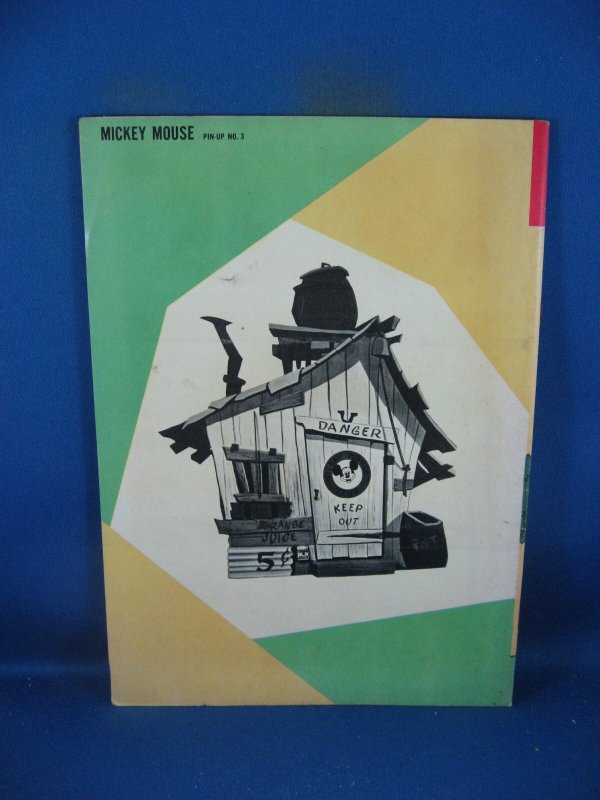 MICKEY MOUSE PIN-UP NO. 3
DANGER
KEEP
OUT
ORANGE
JUICE
5¢